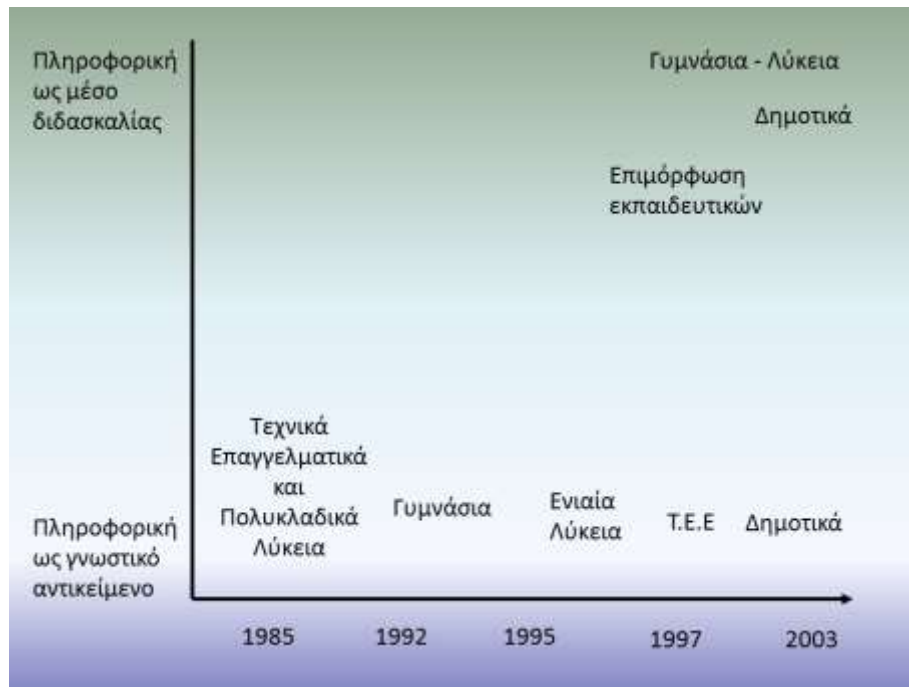 Πληροφορική
ως μέσο
διδασκαλίας
Γυμνάσια - Λύκεια
Δημοτικά
Επιμόρφωση
εκπαιδευτικών
Τεχνικά
Επαγγελματικά
και
Πολυκλαδικά
Λύκεια
Γυμνάσια
Ενιαία
Λύκεια
Τ.Ε.Ε
Δημοτικά
Πληροφορική
ως γνωστικό
αντικείμενο
1985
1992
1995
1997
2003